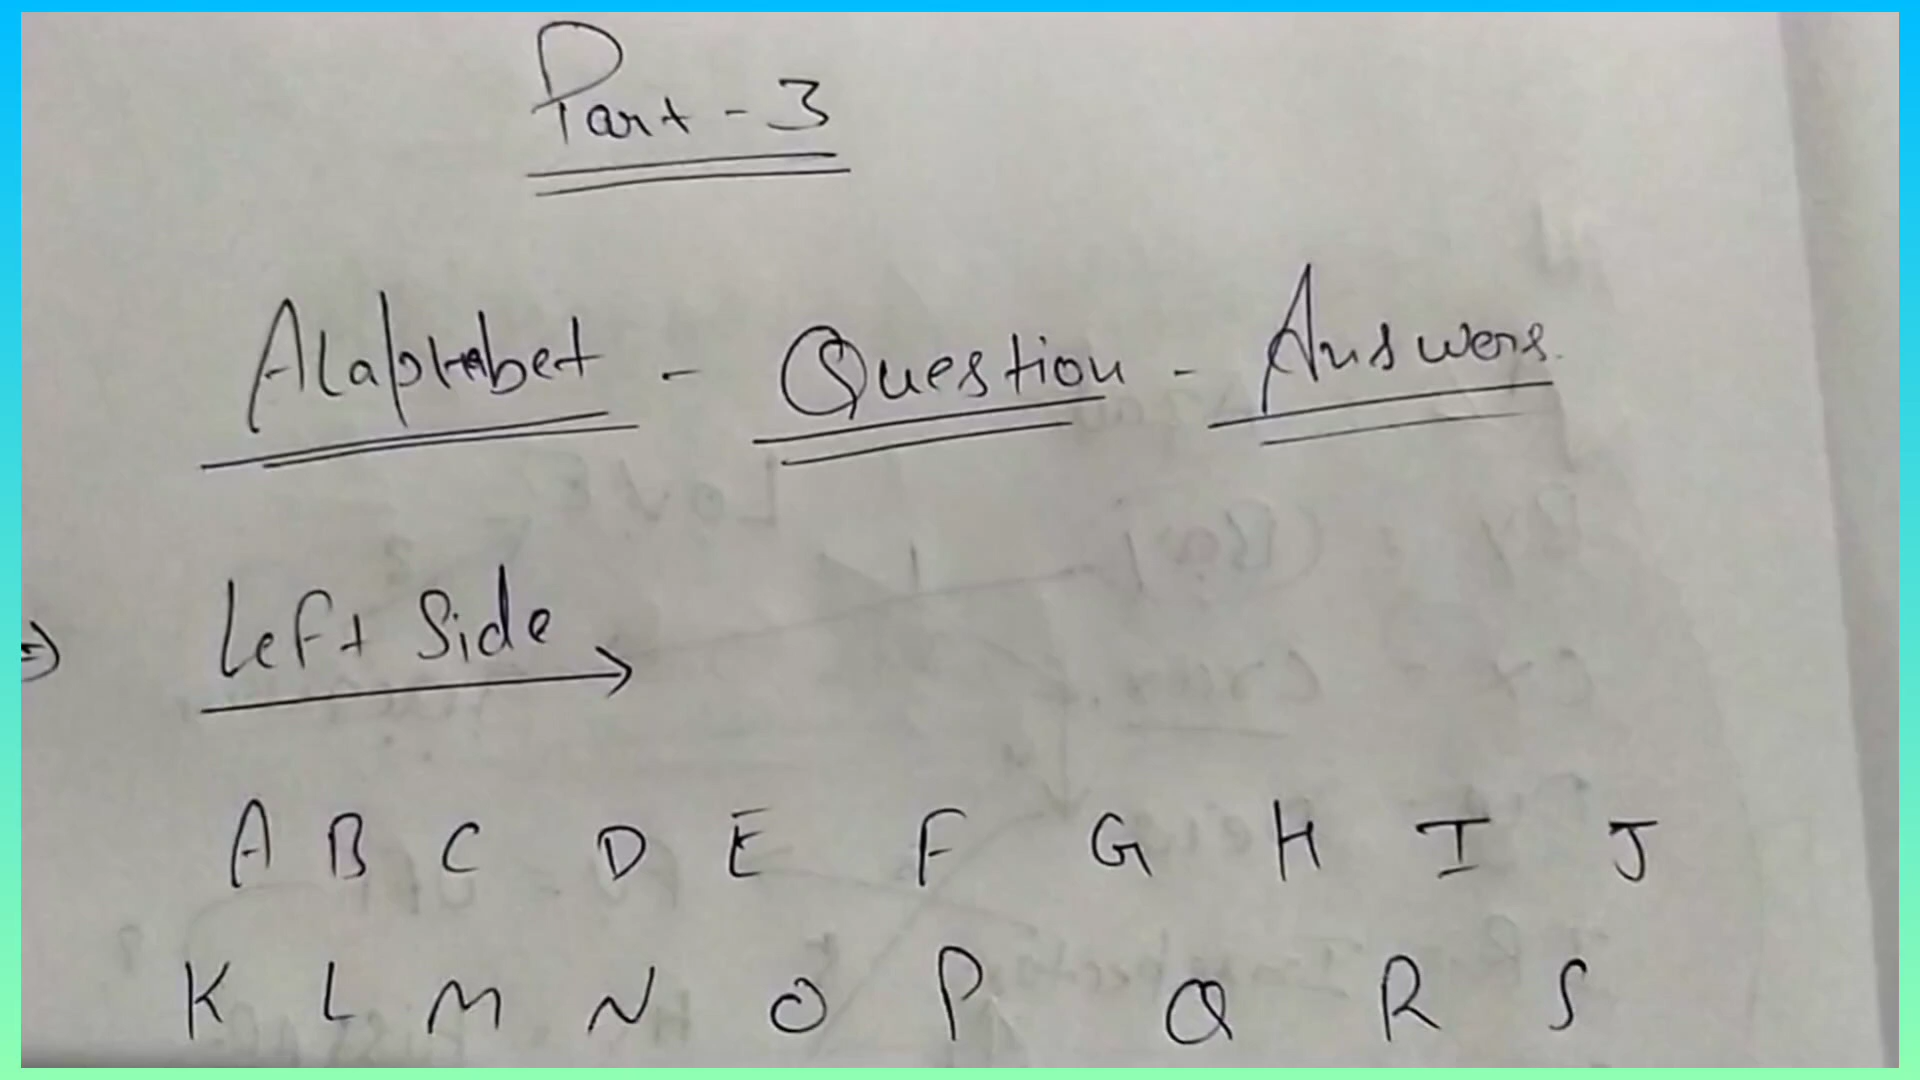 Part - 3
Alaphabet - Question - Answers.
⇒ Left Side
A B C D E F G H I J
K L M N O P Q R S